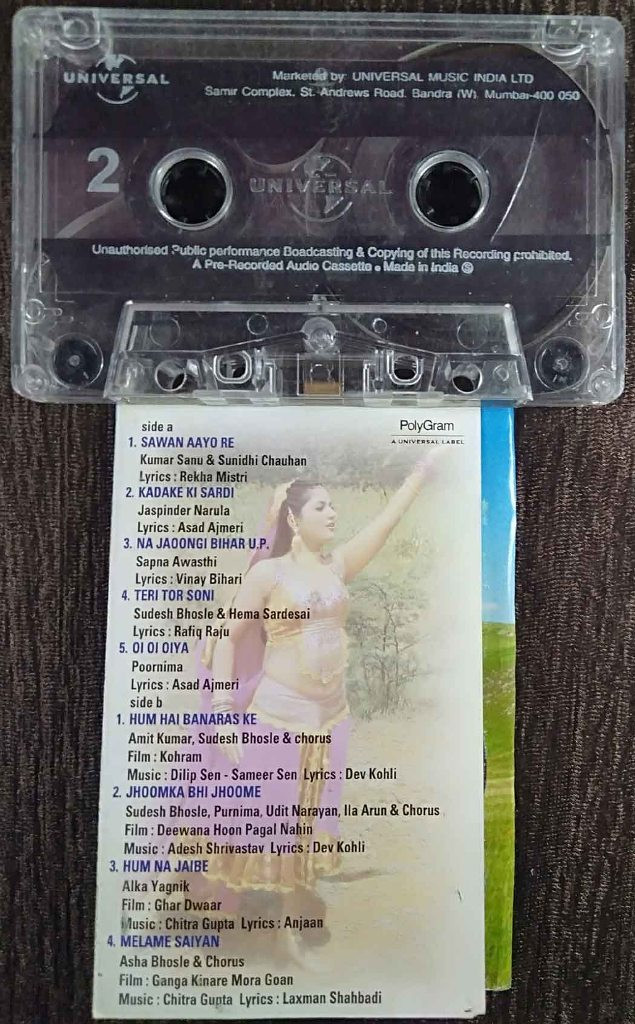 UNIVERSAL
Marketed by: UNIVERSAL MUSIC INDIA LTD
Samir Complex, St. Andrews Road, Bandra (W), Mumbai-400 050
2
UNIVERSAL
Unauthorised Public performance Boadcasting & Copying of this Recording prohibited.
A Pre-Recorded Audio Cassette • Made in India Ⓢ
side a
PolyGram
A UNIVERSAL LABEL
1. SAWAN AAYO RE
Kumar Sanu & Sunidhi Chauhan
Lyrics : Rekha Mistri
2. KADAKE KI SARDI
Jaspinder Narula
Lyrics : Asad Ajmeri
3. NA JAOONGI BIHAR U.P.
Sapna Awasthi
Lyrics : Vinay Bihari
4. TERI TOR SONI
Sudesh Bhosle & Hema Sardesai
Lyrics : Rafiq Raju
5. OI OI OIYA
Poornima
Lyrics : Asad Ajmeri
side b
1. HUM HAI BANARAS KE
Amit Kumar, Sudesh Bhosle & chorus
Film : Kohram
Music : Dilip Sen - Sameer Sen Lyrics : Dev Kohli
2. JHOOMKA BHI JHOOME
Sudesh Bhosle, Purnima, Udit Narayan, Ila Arun & Chorus
Film : Deewana Hoon Pagal Nahin
Music : Adesh Shrivastav Lyrics : Dev Kohli
3. HUM NA JAIBE
Alka Yagnik
Film : Ghar Dwaar
Music : Chitra Gupta Lyrics : Anjaan
4. MELAME SAIYAN
Asha Bhosle & Chorus
Film : Ganga Kinare Mora Goan
Music : Chitra Gupta Lyrics : Laxman Shahbadi